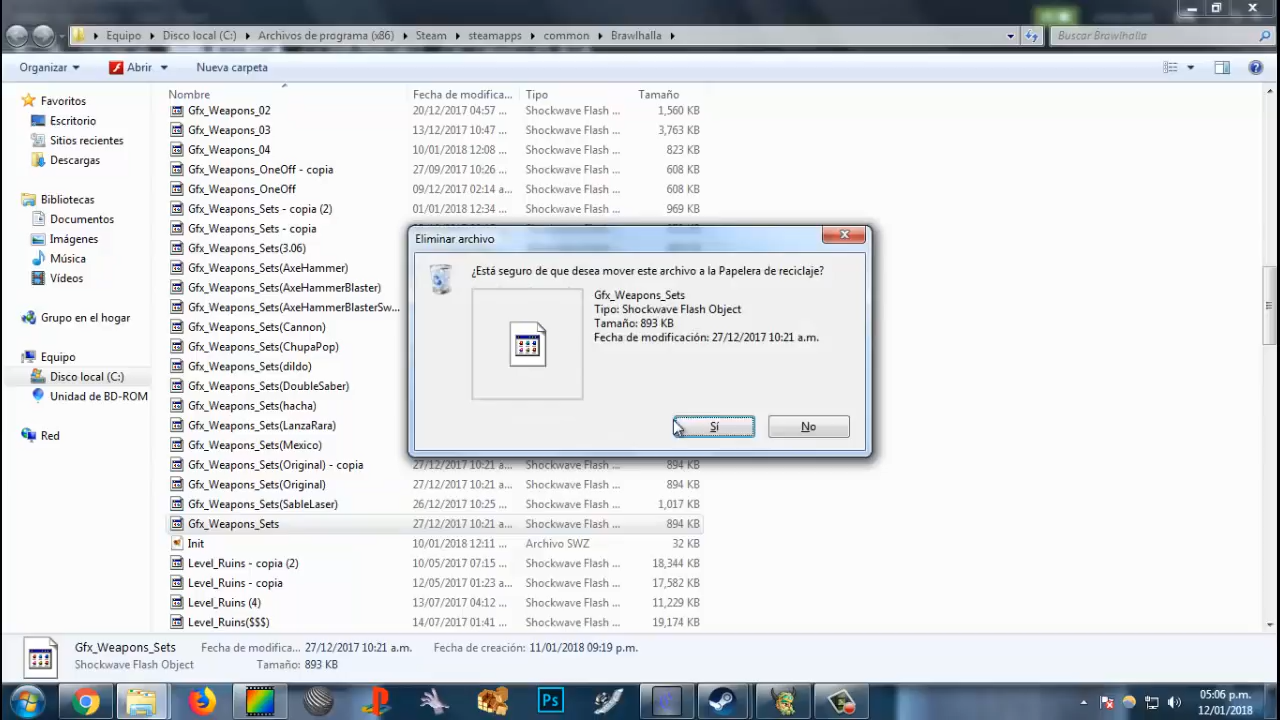 Equipo ▸ Disco local (C:) ▸ Archivos de programa (x86) ▸ Steam ▸ steamapps ▸ common ▸ Brawlhalla ▸
Buscar Brawlhalla
Organizar Abrir Nueva carpeta
Nombre Fecha de modifica... Tipo Tamaño
Favoritos
Escritorio
Sitios recientes
Descargas
Bibliotecas
Documentos
Imágenes
Música
Vídeos
Grupo en el hogar
Equipo
Disco local (C:)
Unidad de BD-ROM
Red
Gfx_Weapons_02 20/12/2017 04:57 ... Shockwave Flash ... 1,560 KB
Gfx_Weapons_03 13/12/2017 10:47 ... Shockwave Flash ... 3,763 KB
Gfx_Weapons_04 10/01/2018 12:08 ... Shockwave Flash ... 823 KB
Gfx_Weapons_OneOff - copia 27/09/2017 10:26 ... Shockwave Flash ... 608 KB
Gfx_Weapons_OneOff 09/12/2017 02:14 a... Shockwave Flash ... 608 KB
Gfx_Weapons_Sets - copia (2) 01/01/2018 12:34 ... Shockwave Flash ... 969 KB
Gfx_Weapons_Sets - copia
Gfx_Weapons_Sets(3.06)
Gfx_Weapons_Sets(AxeHammer)
Gfx_Weapons_Sets(AxeHammerBlaster)
Gfx_Weapons_Sets(AxeHammerBlasterSw...
Gfx_Weapons_Sets(Cannon)
Gfx_Weapons_Sets(ChupaPop)
Gfx_Weapons_Sets(dildo)
Gfx_Weapons_Sets(DoubleSaber)
Gfx_Weapons_Sets(hacha)
Gfx_Weapons_Sets(LanzaRara)
Gfx_Weapons_Sets(Mexico)
Gfx_Weapons_Sets(Original) - copia 27/12/2017 10:21 ... Shockwave Flash ... 894 KB
Gfx_Weapons_Sets(Original) 27/12/2017 10:21 ... Shockwave Flash ... 894 KB
Gfx_Weapons_Sets(SableLaser) 26/12/2017 10:25 ... Shockwave Flash ... 1,017 KB
Gfx_Weapons_Sets 27/12/2017 10:21 a... Shockwave Flash ... 894 KB
Init 10/01/2018 12:11 ... Archivo SWZ 32 KB
Level_Ruins - copia (2) 10/05/2017 07:15 ... Shockwave Flash ... 18,344 KB
Level_Ruins - copia 12/05/2017 01:23 a... Shockwave Flash ... 17,582 KB
Level_Ruins (4) 13/07/2017 04:12 ... Shockwave Flash ... 11,229 KB
Level_Ruins($$$) 14/07/2017 01:41 ... Shockwave Flash ... 19,174 KB
Eliminar archivo
¿Está seguro de que desea mover este archivo a la Papelera de reciclaje?
Gfx_Weapons_Sets
Tipo: Shockwave Flash Object
Tamaño: 893 KB
Fecha de modificación: 27/12/2017 10:21 a.m.
Sí No
Gfx_Weapons_Sets Fecha de modifica... 27/12/2017 10:21 a.m. Fecha de creación: 11/01/2018 09:19 p.m.
Shockwave Flash Object Tamaño: 893 KB
Ps
05:06 p.m.
12/01/2018